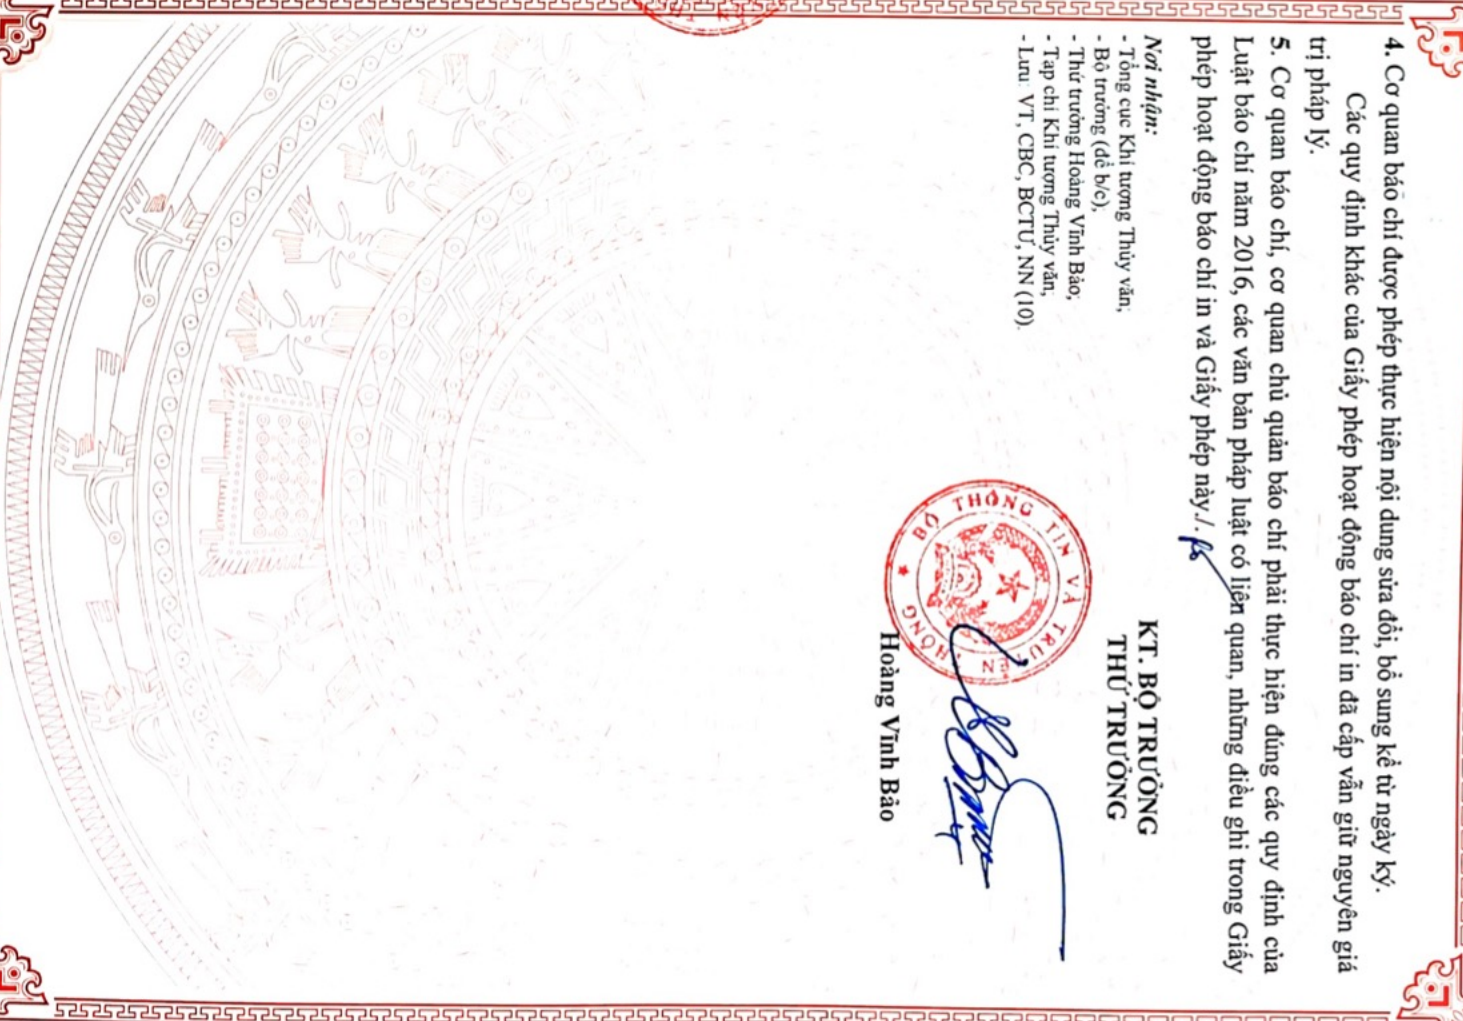 4. Cơ quan báo chí được phép thực hiện nội dung sửa đổi, bổ sung kể từ ngày ký.
Các quy định khác của Giấy phép hoạt động báo chí in đã cấp vẫn giữ nguyên giá
trị pháp lý.
5. Cơ quan báo chí, cơ quan chủ quản báo chí phải thực hiện đúng các quy định của
Luật báo chí năm 2016, các văn bản pháp luật có liên quan, những điều ghi trong Giấy
phép hoạt động báo chí in và Giấy phép này./.
Nơi nhận:
- Tổng cục Khí tượng Thủy văn;
- Bộ trưởng (để b/c);
- Thứ trưởng Hoàng Vĩnh Bảo;
- Tạp chí Khí tượng Thủy văn;
- Lưu: VT, CBC, BCTƯ, NN (10).
KT. BỘ TRƯỞNG
THỨ TRƯỞNG
BỘ THÔNG TIN VÀ TRUYỀN THÔNG
Hoàng Vĩnh Bảo